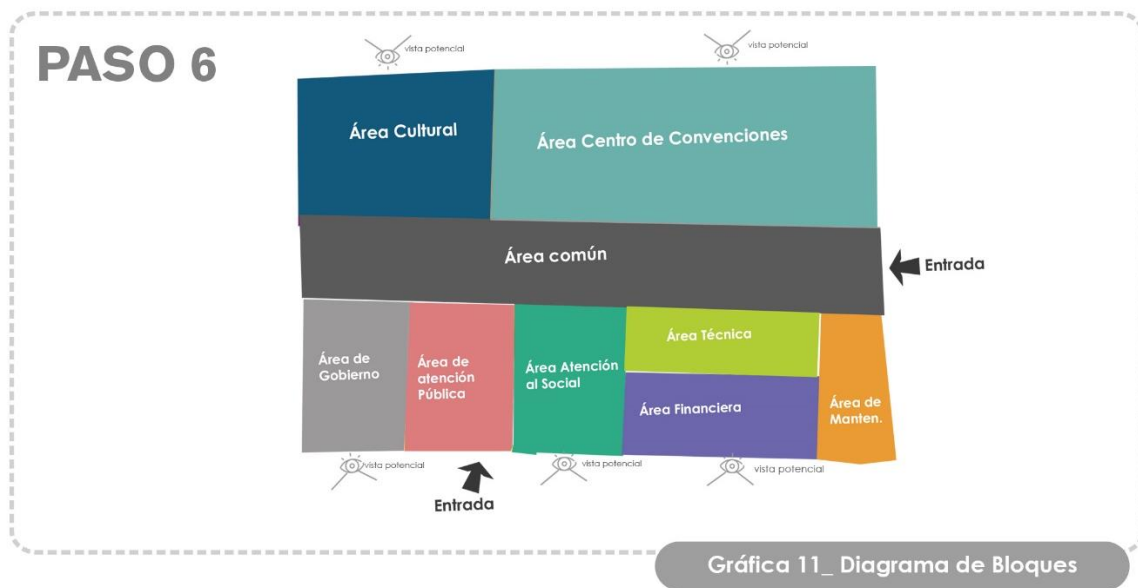 PASO 6
vista potencial
vista potencial
Área Cultural
Área Centro de Convenciones
Área común
Entrada
Área de
Gobierno
Área de
atención
Pública
Área Atención
al Social
Área Técnica
Área Financiera
Área de
Manten.
vista potencial
vista potencial
vista potencial
Entrada
Gráfica 11_ Diagrama de Bloques